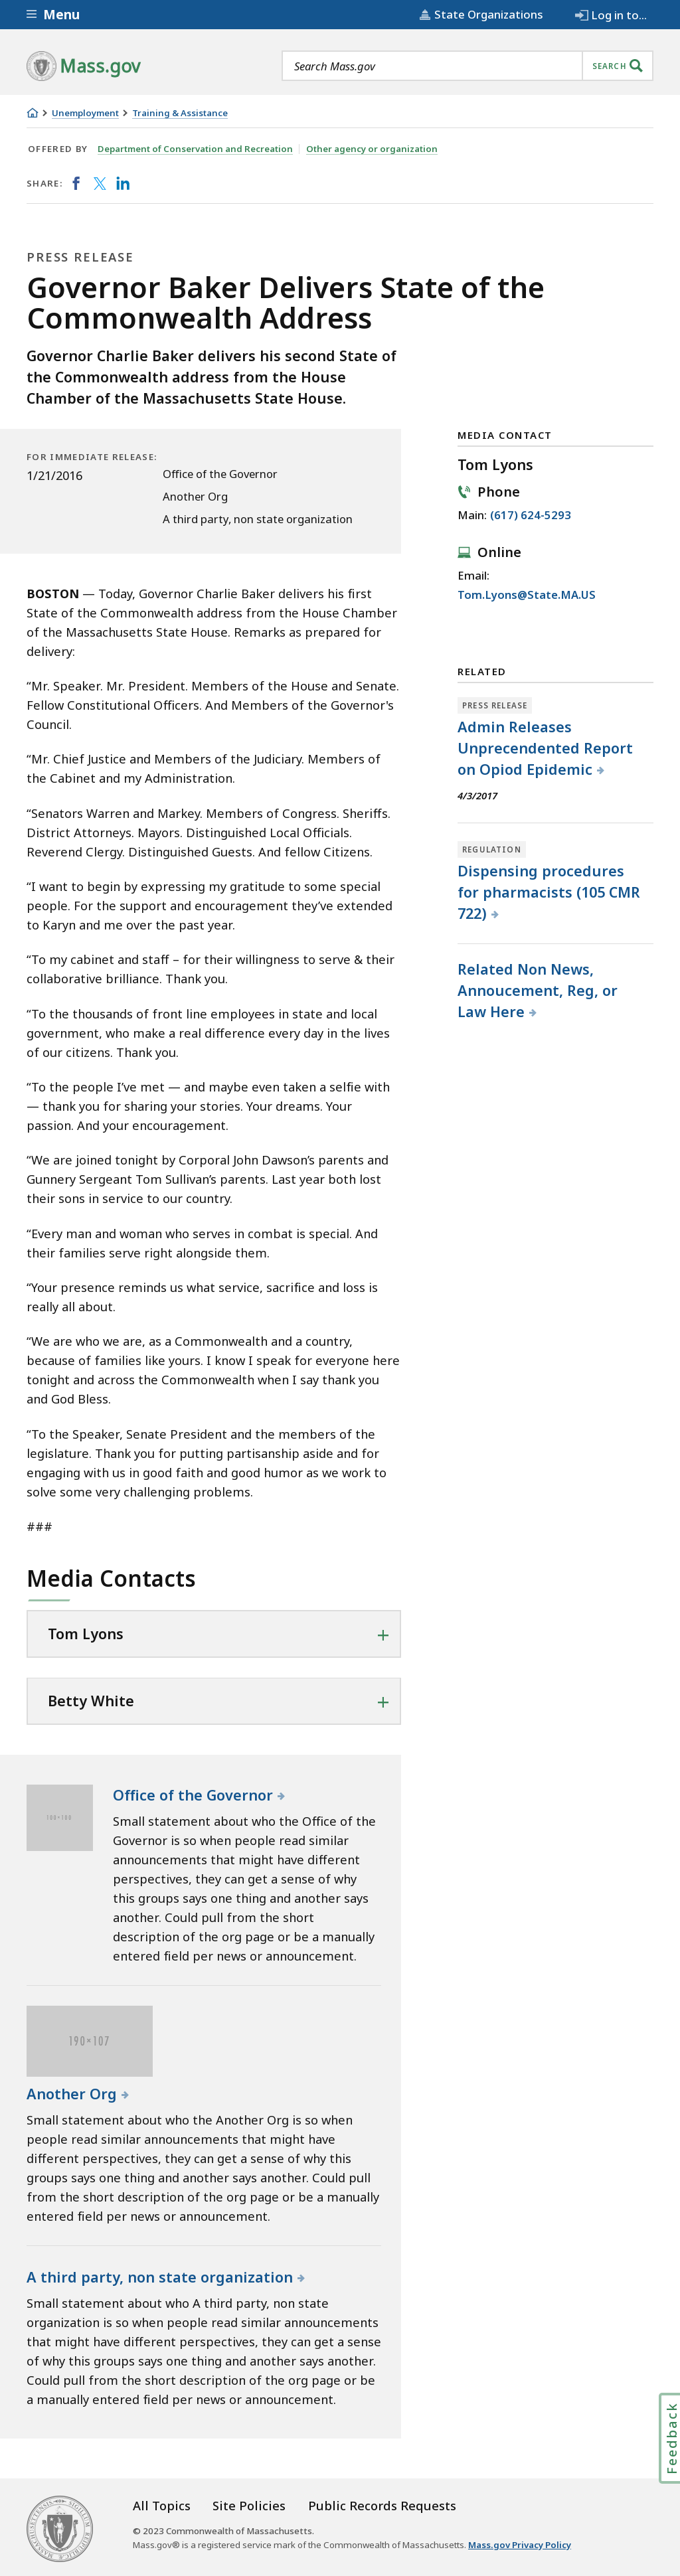 Menu
State Organizations
Log in to...
Mass.gov
Search Mass.gov
SEARCH
Unemployment
Training & Assistance
OFFERED BY
Department of Conservation and Recreation
Other agency or organization
SHARE:
PRESS RELEASE
Governor Baker Delivers State of the
Commonwealth Address
Governor Charlie Baker delivers his second State of
the Commonwealth address from the House
Chamber of the Massachusetts State House.
FOR IMMEDIATE RELEASE:
1/21/2016
Office of the Governor
Another Org
A third party, non state organization
BOSTON — Today, Governor Charlie Baker delivers his first
State of the Commonwealth address from the House Chamber
of the Massachusetts State House. Remarks as prepared for
delivery:
“Mr. Speaker. Mr. President. Members of the House and Senate.
Fellow Constitutional Officers. And Members of the Governor's
Council.
“Mr. Chief Justice and Members of the Judiciary. Members of
the Cabinet and my Administration.
“Senators Warren and Markey. Members of Congress. Sheriffs.
District Attorneys. Mayors. Distinguished Local Officials.
Reverend Clergy. Distinguished Guests. And fellow Citizens.
“I want to begin by expressing my gratitude to some special
people. For the support and encouragement they’ve extended
to Karyn and me over the past year.
“To my cabinet and staff – for their willingness to serve & their
collaborative brilliance. Thank you.
“To the thousands of front line employees in state and local
government, who make a real difference every day in the lives
of our citizens. Thank you.
“To the people I’ve met — and maybe even taken a selfie with
— thank you for sharing your stories. Your dreams. Your
passion. And your encouragement.
“We are joined tonight by Corporal John Dawson’s parents and
Gunnery Sergeant Tom Sullivan’s parents. Last year both lost
their sons in service to our country.
“Every man and woman who serves in combat is special. And
their families serve right alongside them.
“Your presence reminds us what service, sacrifice and loss is
really all about.
“We are who we are, as a Commonwealth and a country,
because of families like yours. I know I speak for everyone here
tonight and across the Commonwealth when I say thank you
and God Bless.
“To the Speaker, Senate President and the members of the
legislature. Thank you for putting partisanship aside and for
engaging with us in good faith and good humor as we work to
solve some very challenging problems.
###
MEDIA CONTACT
Tom Lyons
Phone
Main: (617) 624-5293
Online
Email:
Tom.Lyons@State.MA.US
RELATED
PRESS RELEASE
Admin Releases
Unprecendented Report
on Opiod Epidemic
4/3/2017
REGULATION
Dispensing procedures
for pharmacists (105 CMR
722)
Related Non News,
Annoucement, Reg, or
Law Here
Media Contacts
Tom Lyons
Betty White
100×100
Office of the Governor
Small statement about who the Office of the
Governor is so when people read similar
announcements that might have different
perspectives, they can get a sense of why
this groups says one thing and another says
another. Could pull from the short
description of the org page or be a manually
entered field per news or announcement.
190×107
Another Org
Small statement about who the Another Org is so when
people read similar announcements that might have
different perspectives, they can get a sense of why this
groups says one thing and another says another. Could pull
from the short description of the org page or be a manually
entered field per news or announcement.
A third party, non state organization
Small statement about who A third party, non state
organization is so when people read similar announcements
that might have different perspectives, they can get a sense
of why this groups says one thing and another says another.
Could pull from the short description of the org page or be
a manually entered field per news or announcement.
Feedback
All Topics
Site Policies
Public Records Requests
© 2023 Commonwealth of Massachusetts.
Mass.gov® is a registered service mark of the Commonwealth of Massachusetts. Mass.gov Privacy Policy